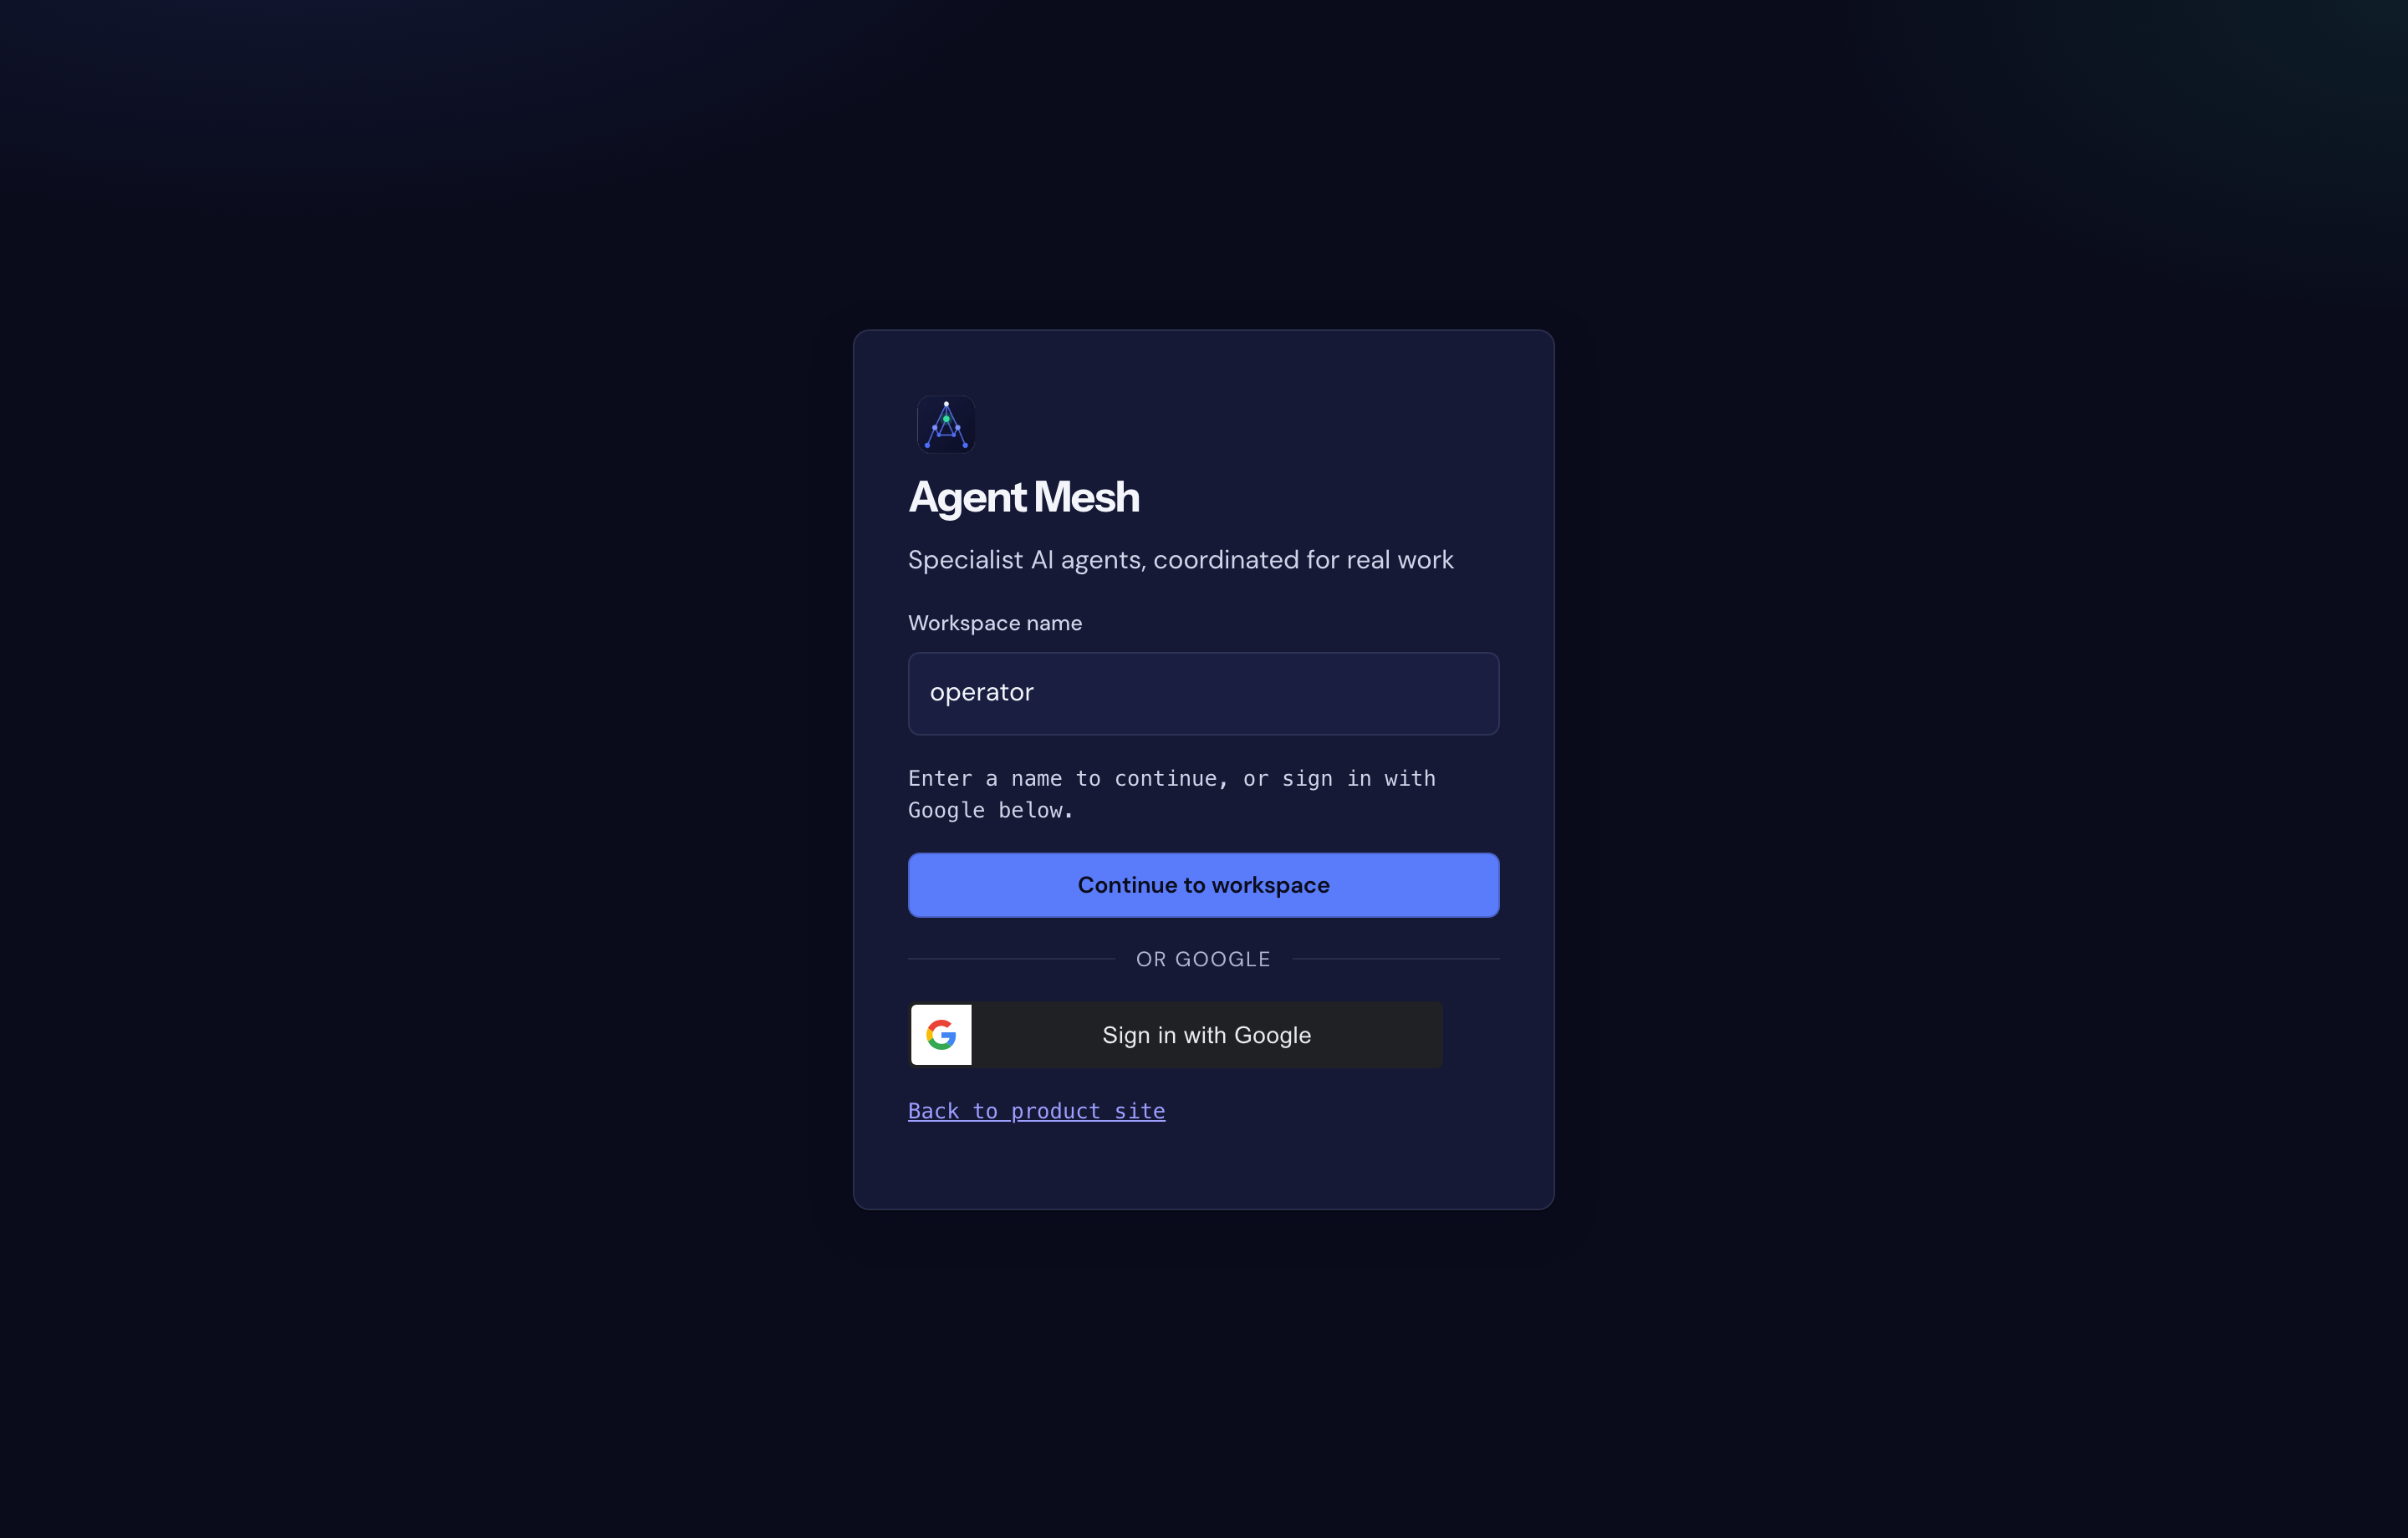 Agent Mesh
Specialist AI agents, coordinated for real work
Workspace name
operator
Enter a name to continue, or sign in with
Google below.
Continue to workspace
OR GOOGLE
Sign in with Google
Back to product site